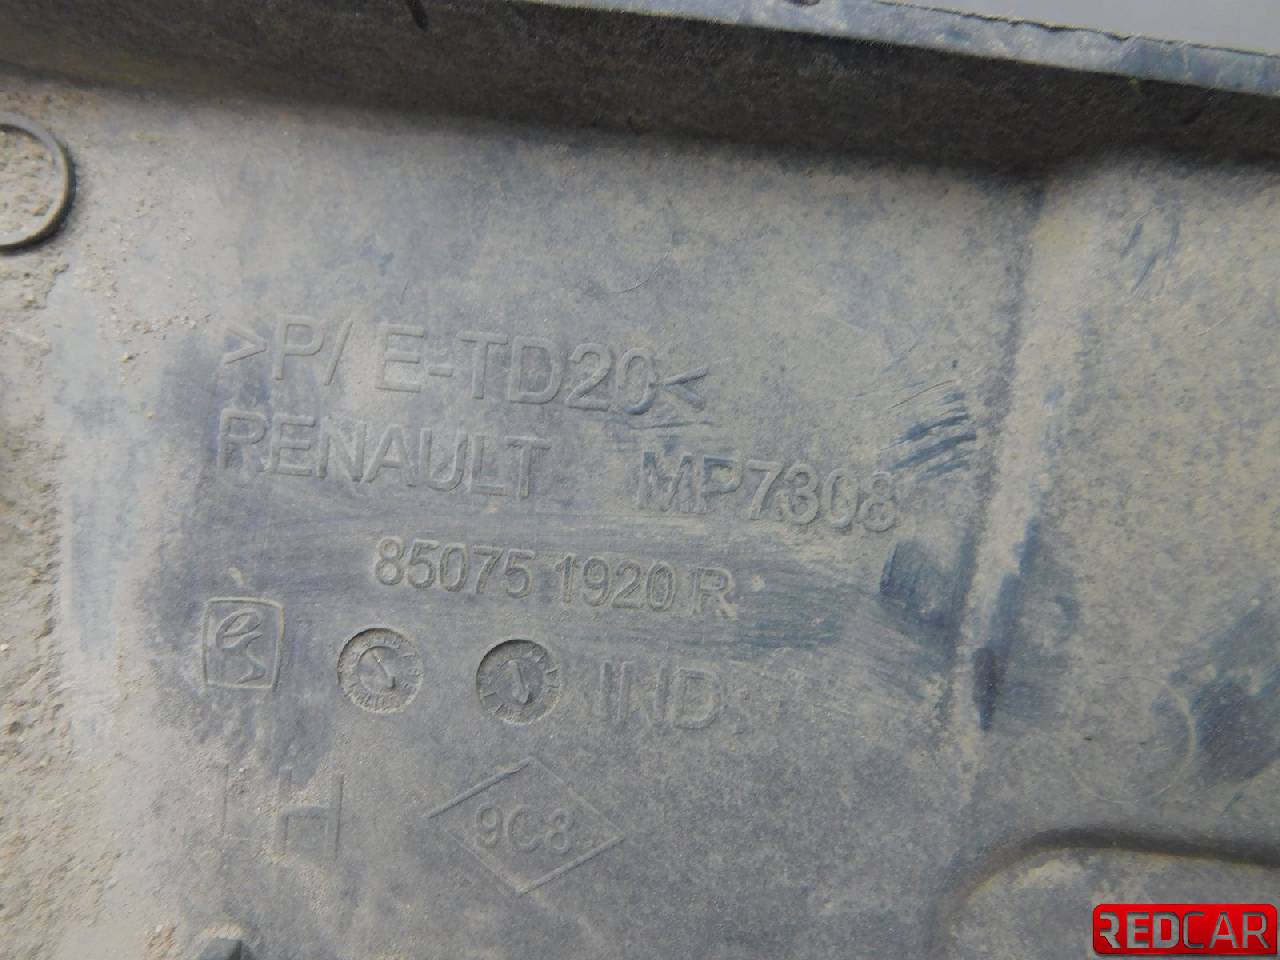 >P/ E-TD20<
RENAULT MP7308
85075 1920 R
IND
LH
9C8
REDCAR